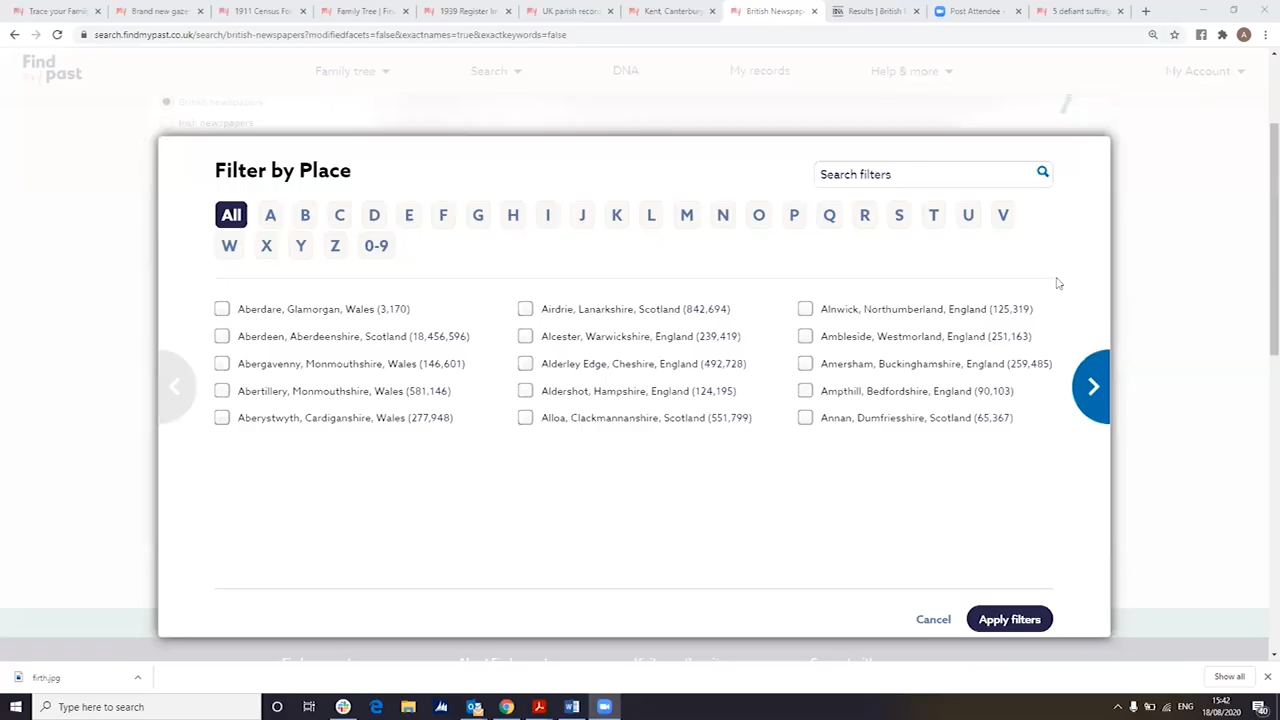 Trace your Family
Brand new gaze
1911 Census Fo
Family Tree | Fin
1939 Register
UK parish recor
Kent, Canterbury
British Newspap
BNA Results | British
Post Attendee -
5 defiant suffrag
search.findmypast.co.uk/search/british-newspapers?modifiedfacets=false&exactnames=true&exactkeywords=false
A
Find my past
Family tree
Search
DNA
My records
Help & more
My Account
British newspapers
Irish newspapers
Filter by Place
Search filters
All A B C D E F G H I J K L M N O P Q R S T U V
W X Y Z 0-9
Aberdare, Glamorgan, Wales (3,170)
Aberdeen, Aberdeenshire, Scotland (18,456,596)
Abergavenny, Monmouthshire, Wales (146,601)
Abertillery, Monmouthshire, Wales (581,146)
Aberystwyth, Cardiganshire, Wales (277,948)
Airdrie, Lanarkshire, Scotland (842,694)
Alcester, Warwickshire, England (239,419)
Alderley Edge, Cheshire, England (492,728)
Aldershot, Hampshire, England (124,195)
Alloa, Clackmannanshire, Scotland (551,799)
Alnwick, Northumberland, England (125,319)
Ambleside, Westmorland, England (251,163)
Amersham, Buckinghamshire, England (259,485)
Ampthill, Bedfordshire, England (90,103)
Annan, Dumfriesshire, Scotland (65,367)
Cancel
Apply filters
firth.jpg
Show all
Type here to search
ENG
15:42
18/08/2020
40